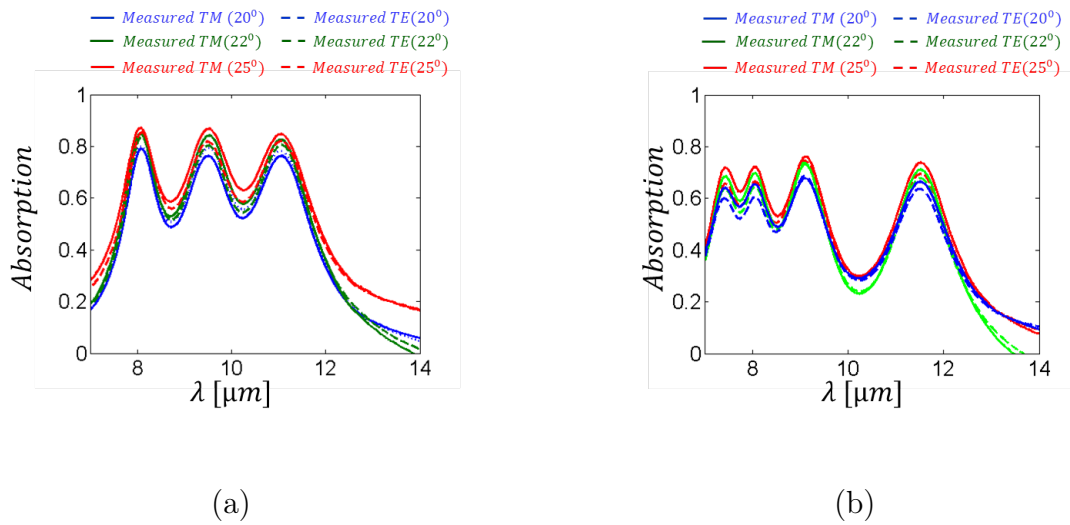 Measured TM (20⁰) Measured TE(20⁰)
Measured TM(22⁰) Measured TE(22⁰)
Measured TM (25⁰) Measured TE(25⁰)
1
0.8
0.6
0.4
0.2
0
Absorption
8 10 12 14
λ [μm]
(a)
Measured TM (20⁰) Measured TE(20⁰)
Measured TM(22⁰) Measured TE(22⁰)
Measured TM (25⁰) Measured TE(25⁰)
1
0.8
0.6
0.4
0.2
0
Absorption
8 10 12 14
λ [μm]
(b)